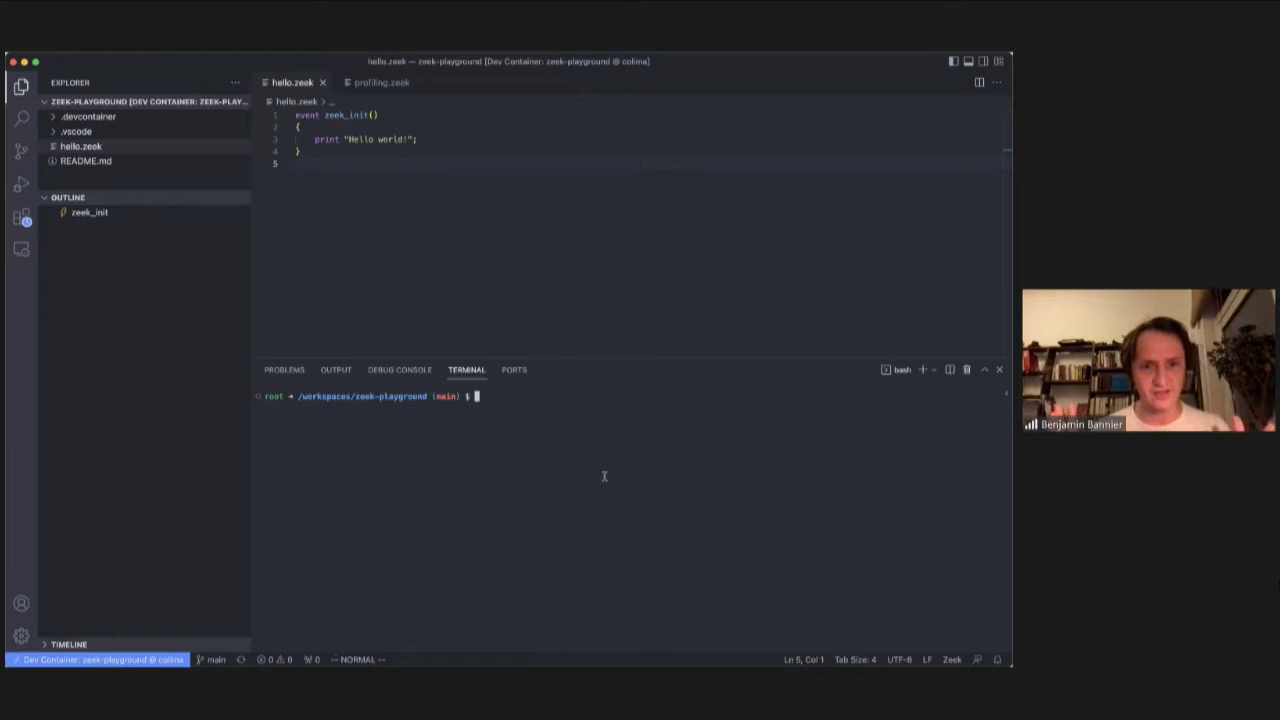 hello.zeek — zeek-playground [Dev Container: zeek-playground @ colima]
EXPLORER
ZEEK-PLAYGROUND [DEV CONTAINER: ZEEK-PLAY...
.devcontainer
.vscode
hello.zeek
README.md
OUTLINE
zeek_init
TIMELINE
hello.zeek
profiling.zeek
hello.zeek > ...
1 event zeek_init()
2 {
3 print "Hello world!";
4 }
5
PROBLEMS OUTPUT DEBUG CONSOLE TERMINAL PORTS
bash
root ➜ /workspaces/zeek-playground (main) $
Dev Container: zeek-playground @ colima main 0 0 0 -- NORMAL -- Ln 5, Col 1 Tab Size: 4 UTF-8 LF Zeek
Benjamin Bannier